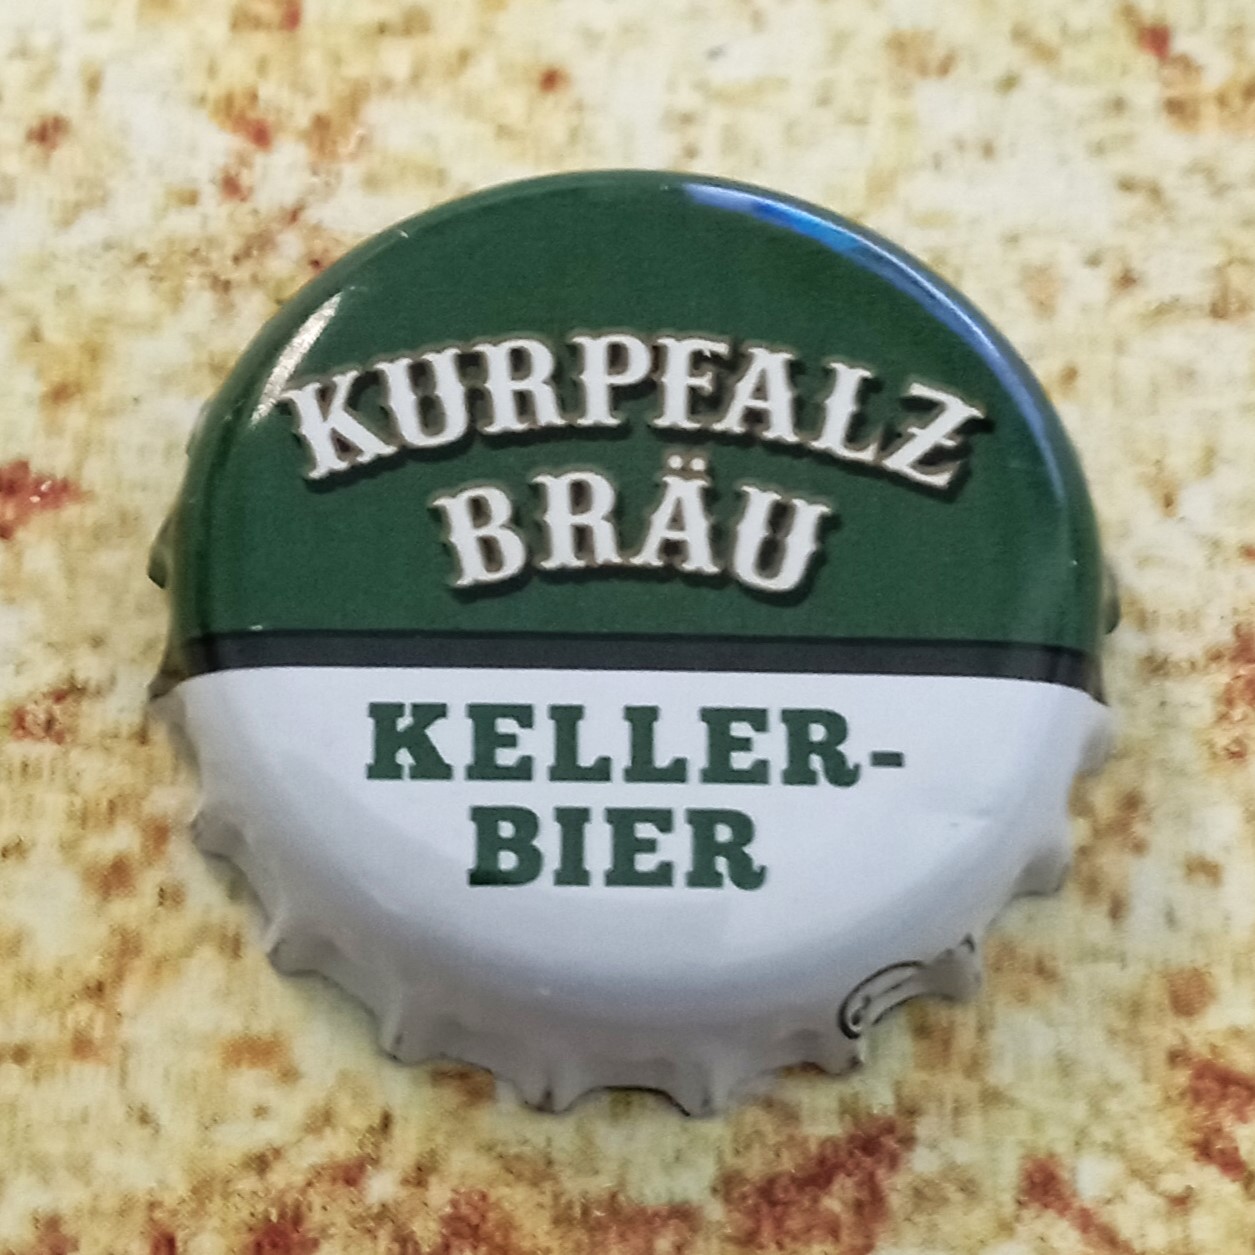 KURPFALZ
BRÄU
KELLER-
BIER